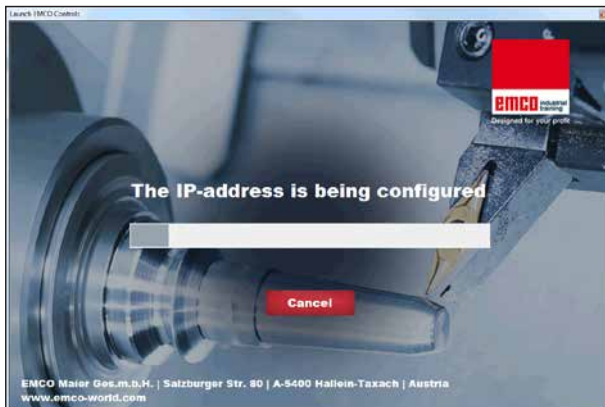 Launch EMCO Controls
emco industrial
training
Designed for your profit
The IP-address is being configured
Cancel
EMCO Maier Ges.m.b.H. | Salzburger Str. 80 | A-5400 Hallein-Taxach | Austria
www.emco-world.com